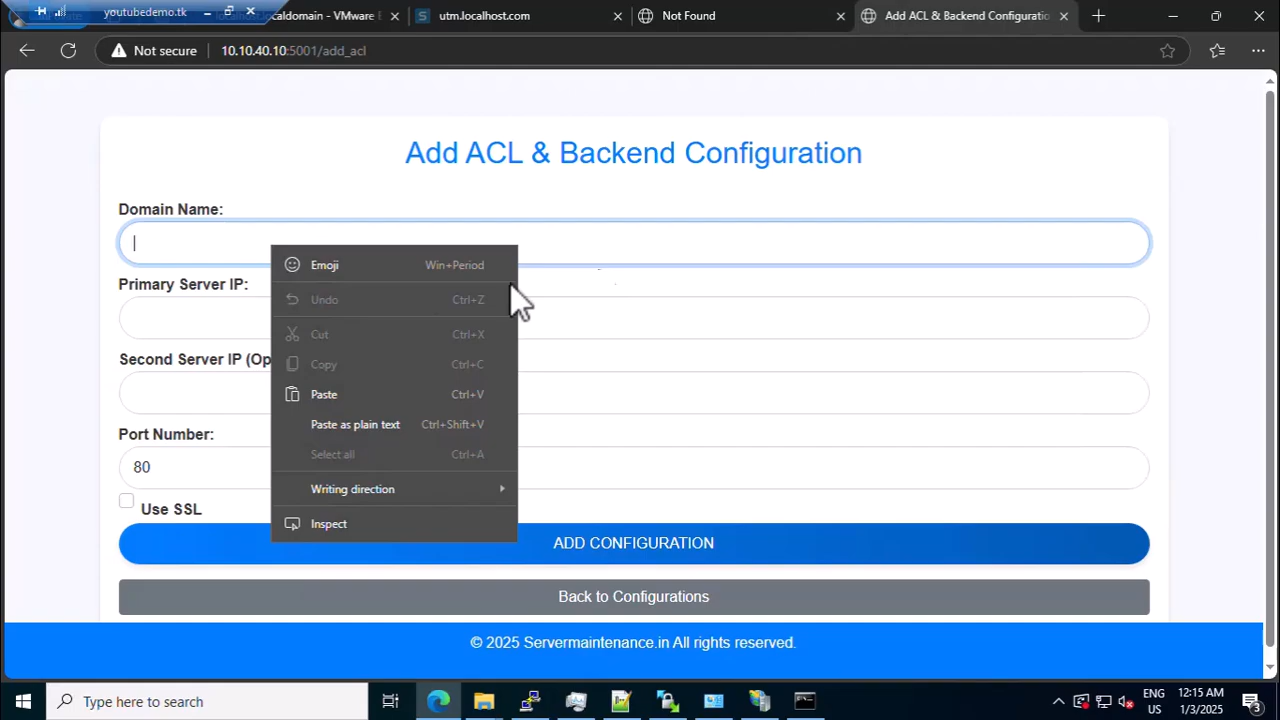 youtubedemo.tk
caldomain - VMware
utm.localhost.com
Not Found
Add ACL & Backend Configuratio
Not secure
10.10.40.10:5001/add_acl
Add ACL & Backend Configuration
Domain Name:
Emoji Win+Period
Primary Server IP:
Undo Ctrl+Z
Cut Ctrl+X
Second Server IP (Op
Copy Ctrl+C
Paste Ctrl+V
Paste as plain text Ctrl+Shift+V
Port Number:
Select all Ctrl+A
80
Writing direction
Use SSL
Inspect
ADD CONFIGURATION
Back to Configurations
© 2025 Servermaintenance.in All rights reserved.
Type here to search
ENG
US
12:15 AM
1/3/2025
3